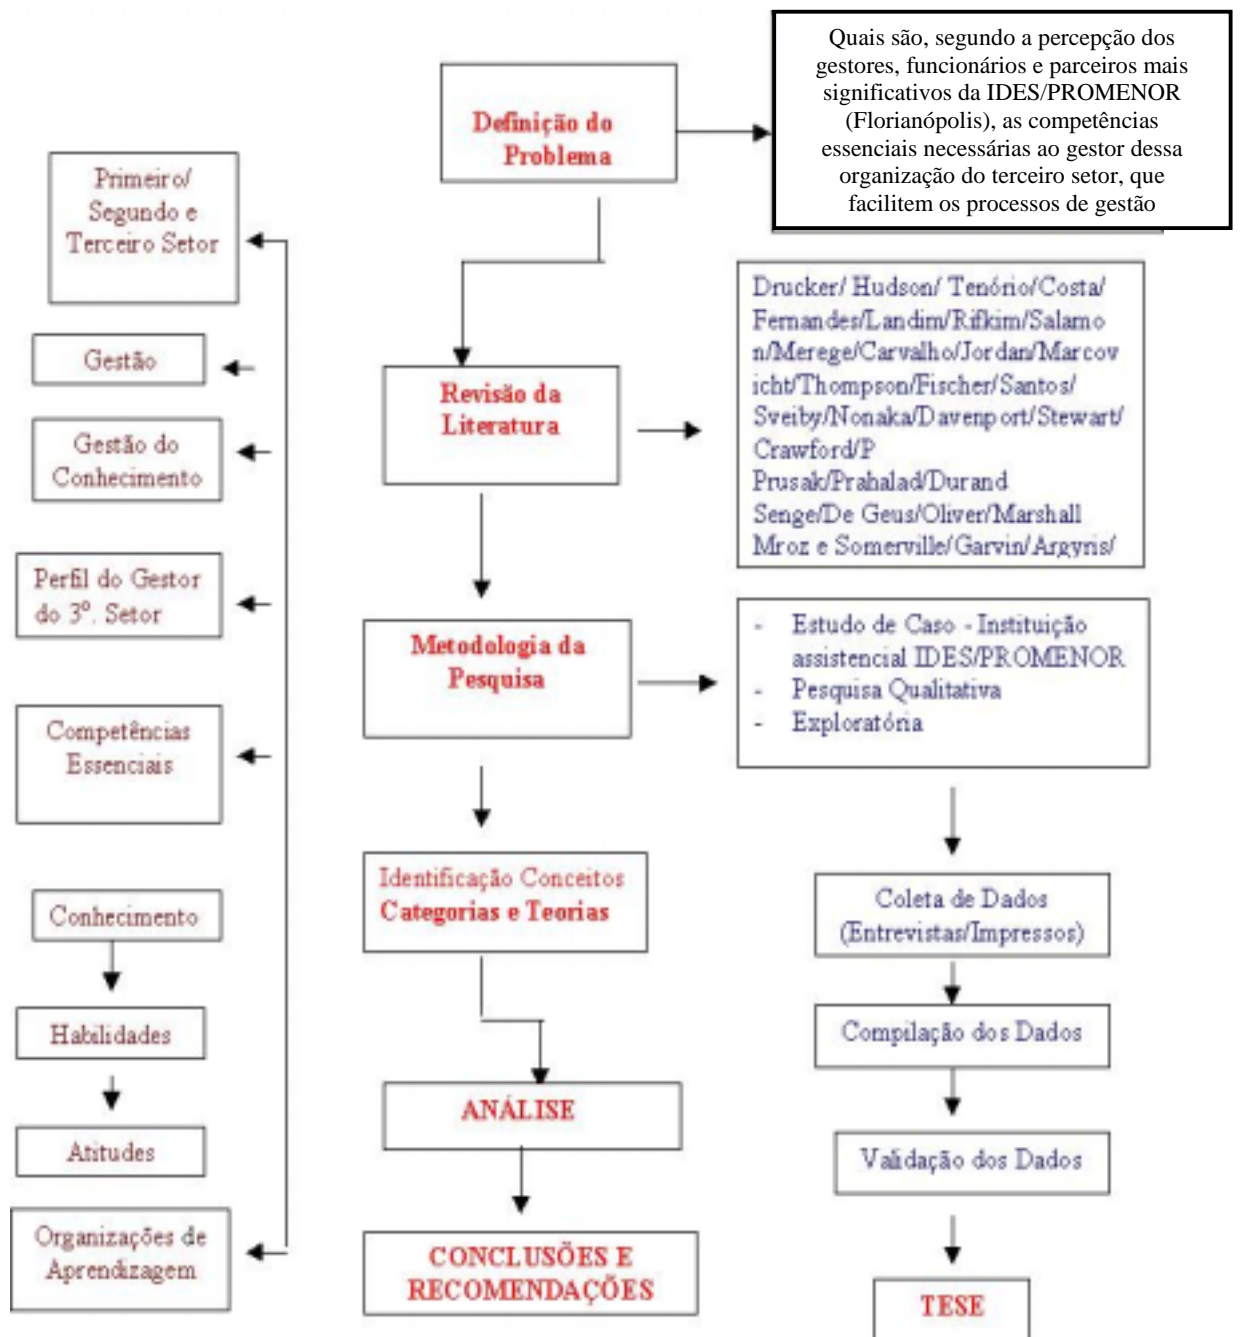 Quais são, segundo a percepção dos
gestores, funcionários e parceiros mais
significativos da IDES/PROMENOR
(Florianópolis), as competências
essenciais necessárias ao gestor dessa
organização do terceiro setor, que
facilitem os processos de gestão
Definição do
Problema
Primeiro/
Segundo e
Terceiro Setor
Gestão
Gestão do
Conhecimento
Perfil do Gestor
do 3º. Setor
Competências
Essenciais
Conhecimento
Habilidades
Atitudes
Organizações de
Aprendizagem
Revisão da
Literatura
Drucker/ Hudson/ Tenório/Costa/
Fernandes/Landim/Rifkim/Salamo
n/Merege/Carvalho/Jordan/Marcov
icht/Thompson/Fischer/Santos/
Sveiby/Nonaka/Davenport/Stewart/
Crawford/P
Prusak/Prahalad/Durand
Senge/De Geus/Oliver/Marshall
Mroz e Somerville/Garvin/Argyris/
Metodologia da
Pesquisa
- Estudo de Caso - Instituição
assistencial IDES/PROMENOR
- Pesquisa Qualitativa
- Exploratória
Identificação Conceitos
Categorias e Teorias
ANÁLISE
CONCLUSÕES E
RECOMENDAÇÕES
Coleta de Dados
(Entrevistas/Impressos)
Compilação dos Dados
Validação dos Dados
TESE